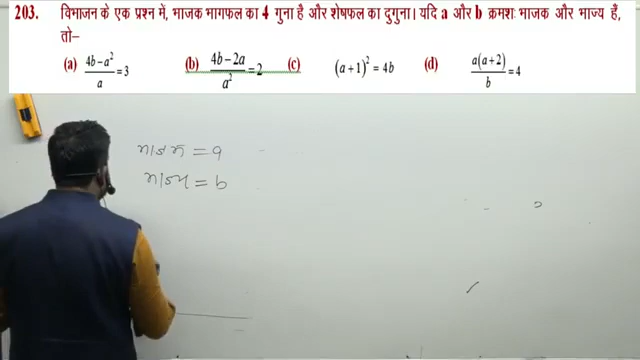 203. विभाजन के एक प्रश्न में, भाजक भागफल का 4 गुना है और शेषफल का दुगुना। यदि a और b क्रमशः भाजक और भाज्य हैं,
तो–
(a) (4b-a²)/a=3 (b) (4b-2a)/a²=2 (c) (a+1)²=4b (d) a(a+2)/b=4
भाजक = a
भाज्य = b